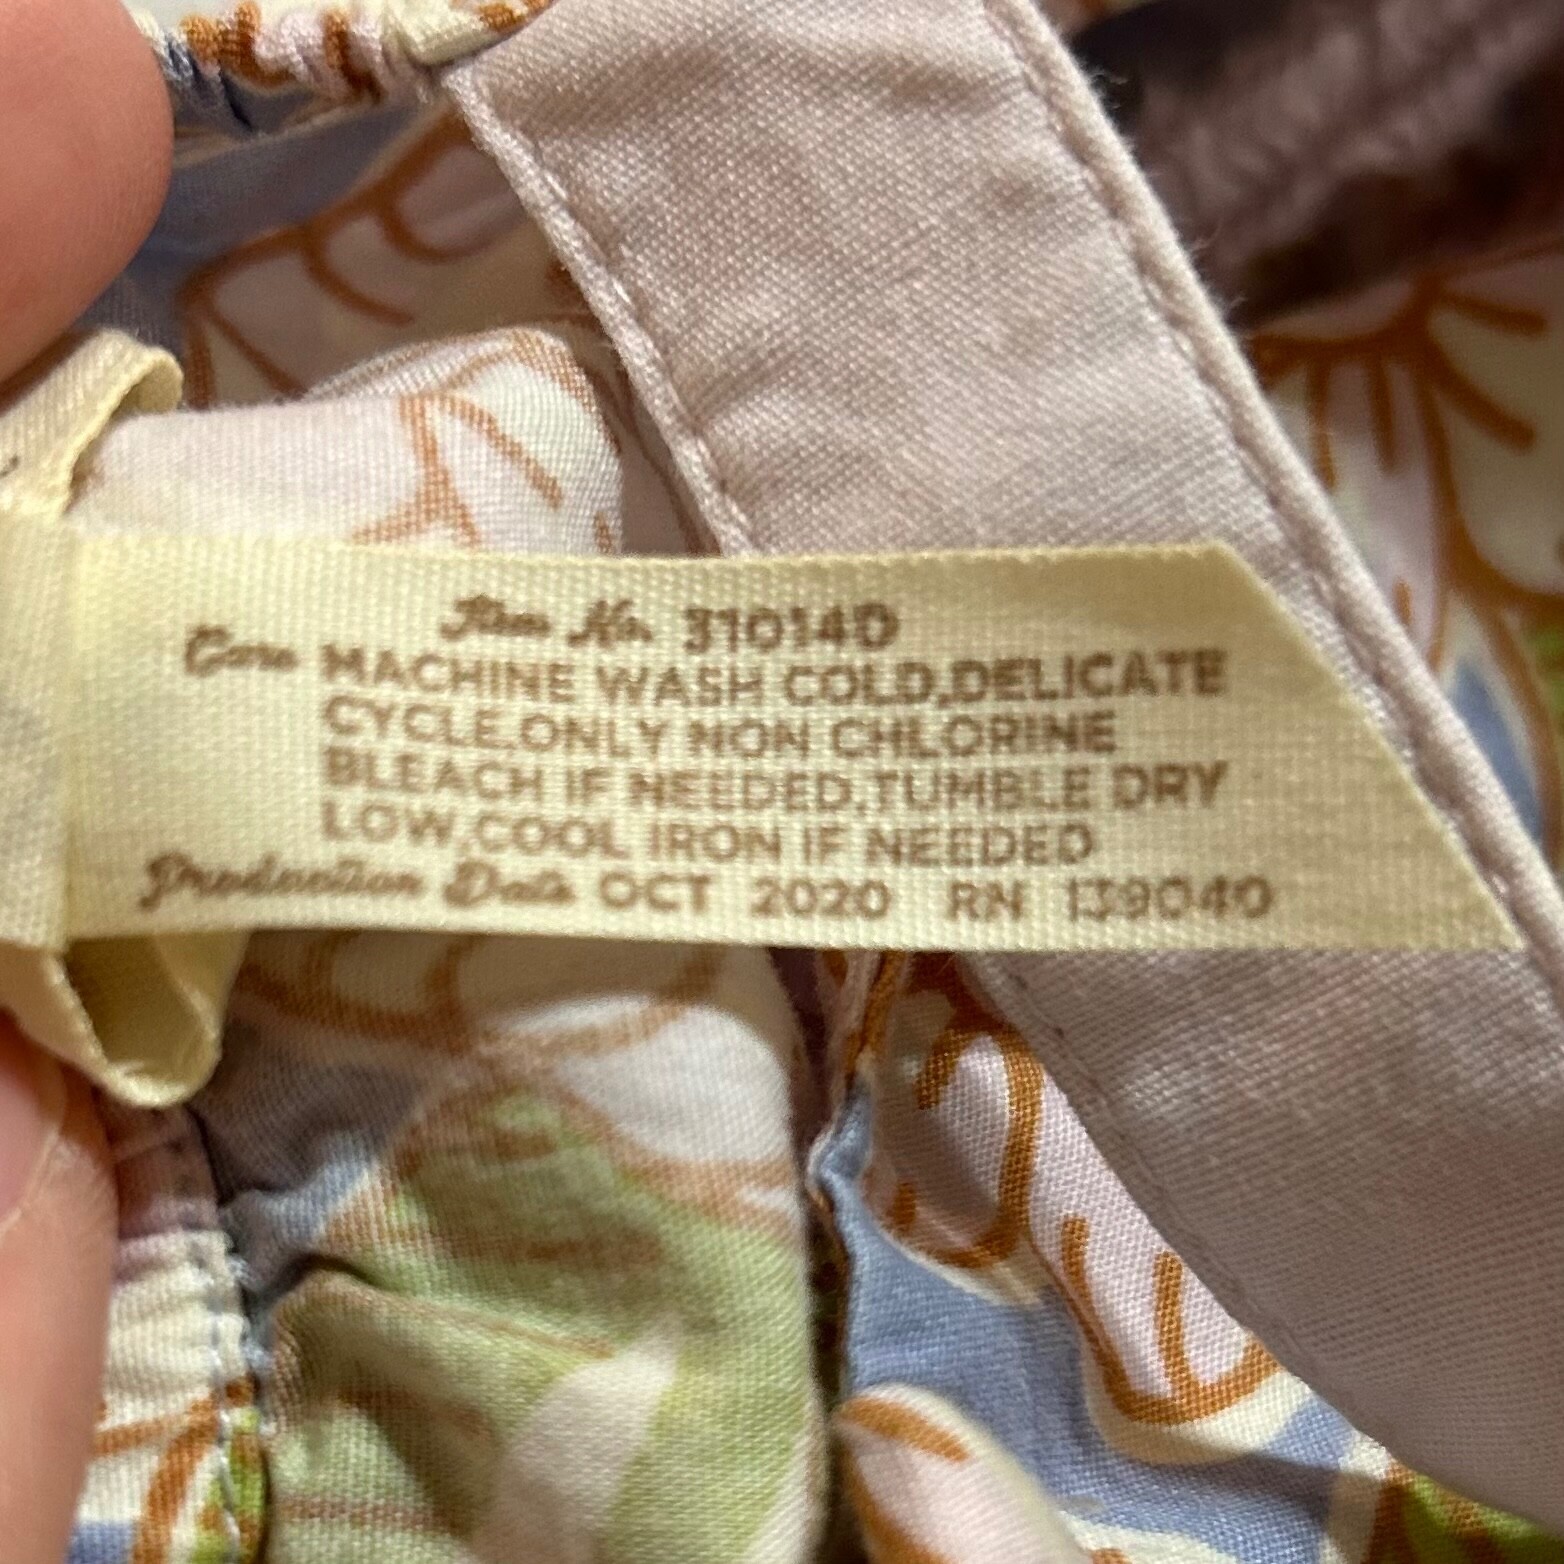 Item No. 31014D
Care MACHINE WASH COLD,DELICATE
CYCLE.ONLY NON CHLORINE
BLEACH IF NEEDED,TUMBLE DRY
LOW,COOL IRON IF NEEDED
Production Date OCT 2020 RN 139040